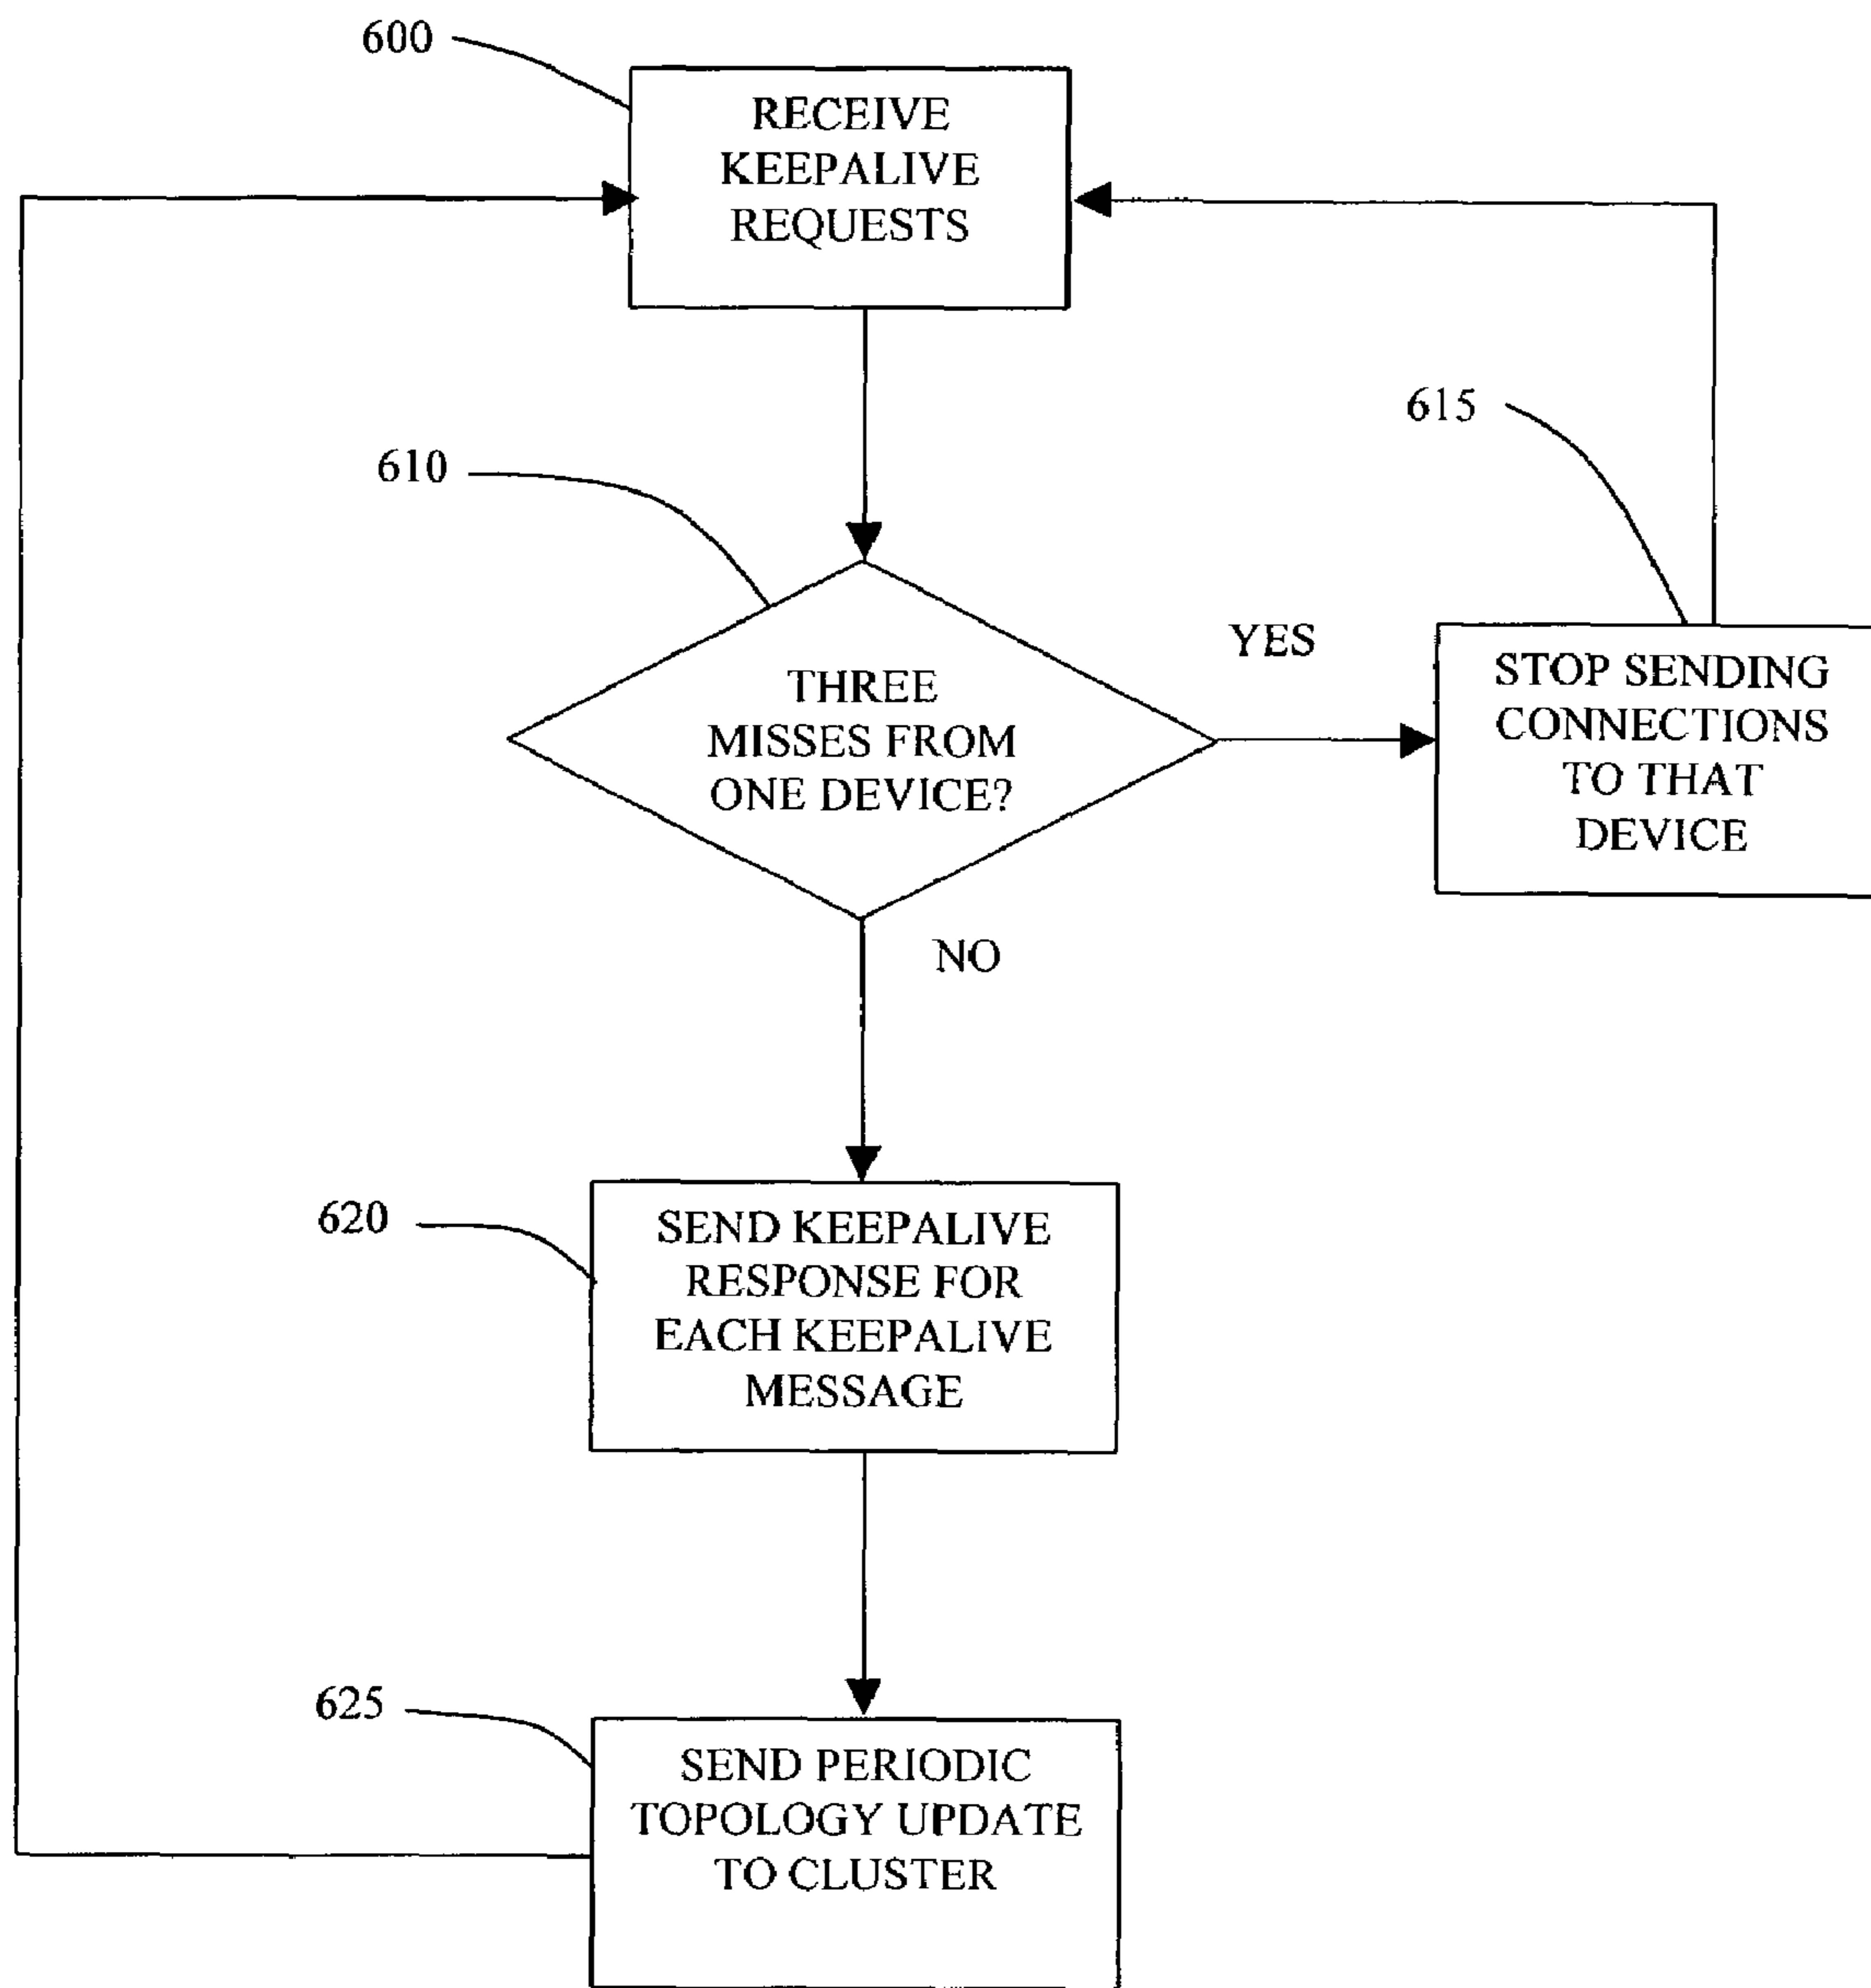 600
RECEIVE
KEEPALIVE
REQUESTS
610
THREE
MISSES FROM
ONE DEVICE?
YES
615
STOP SENDING
CONNECTIONS
TO THAT
DEVICE
NO
620
SEND KEEPALIVE
RESPONSE FOR
EACH KEEPALIVE
MESSAGE
625
SEND PERIODIC
TOPOLOGY UPDATE
TO CLUSTER